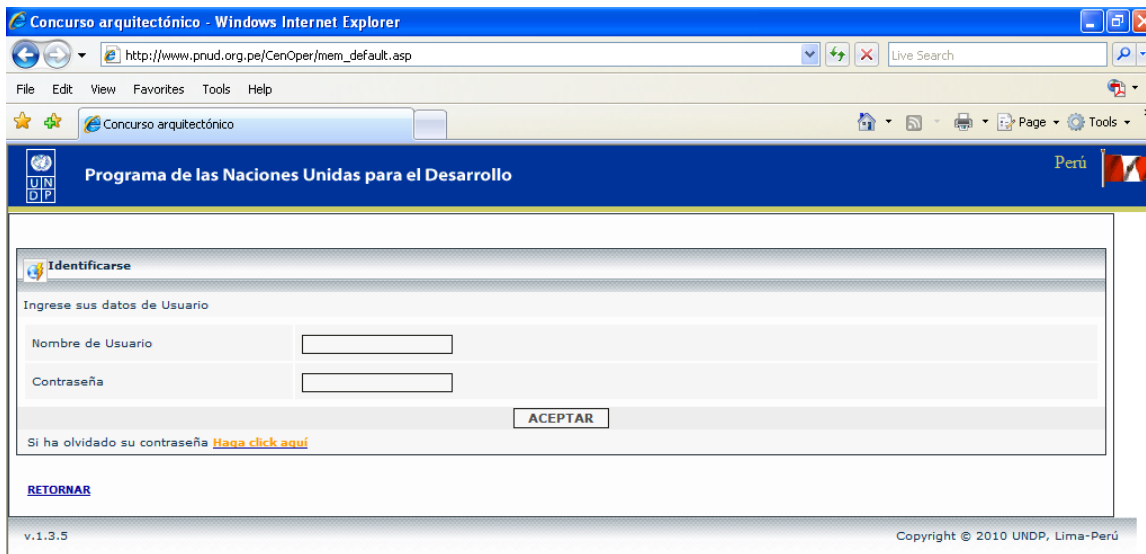 Concurso arquitectónico - Windows Internet Explorer
http://www.pnud.org.pe/CenOper/mem_default.asp
Live Search
File Edit View Favorites Tools Help
Concurso arquitectónico
Page Tools
UN
DP
Programa de las Naciones Unidas para el Desarrollo
Perú
Identificarse
Ingrese sus datos de Usuario
Nombre de Usuario
Contraseña
ACEPTAR
Si ha olvidado su contraseña Haga click aquí
RETORNAR
v.1.3.5 Copyright © 2010 UNDP, Lima-Perú